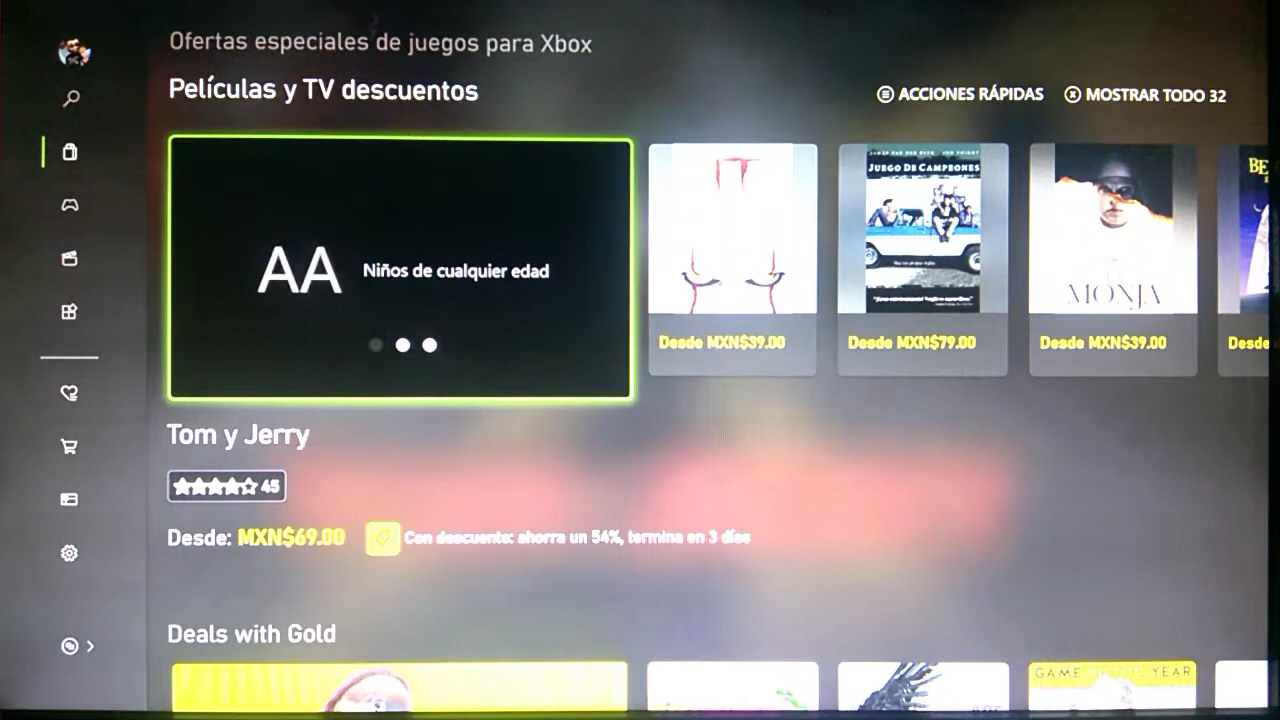 Ofertas especiales de juegos para Xbox
Películas y TV descuentos
ACCIONES RÁPIDAS
MOSTRAR TODO 32
AA Niños de cualquier edad
JUEGO DE CAMPEONES
MONJA
BE
Desde MXN$39.00
Desde MXN$79.00
Desde MXN$39.00
Desde
Tom y Jerry
45
Desde: MXN$69.00
Con descuento: ahorra un 54%, termina en 3 días
Deals with Gold
GAME OF THE YEAR